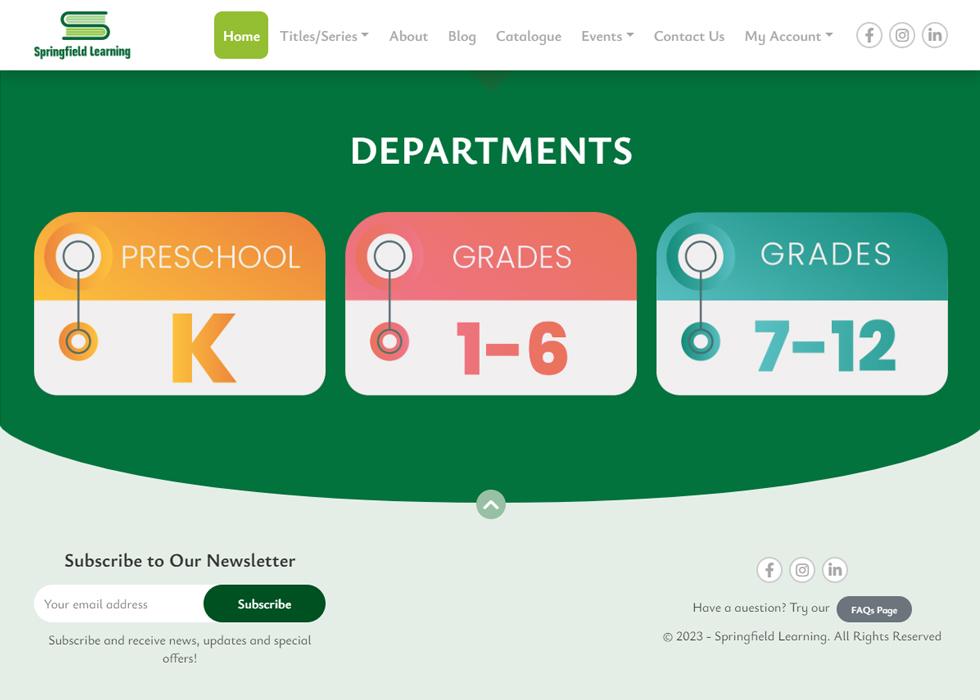 Springfield Learning
Home Titles/Series About Blog Catalogue Events Contact Us My Account
DEPARTMENTS
PRESCHOOL
K
GRADES
1-6
GRADES
7-12
Subscribe to Our Newsletter
Your email address
Subscribe
Subscribe and receive news, updates and special
offers!
Have a auestion? Try our FAQs Page
© 2023 - Springfield Learning. All Rights Reserved